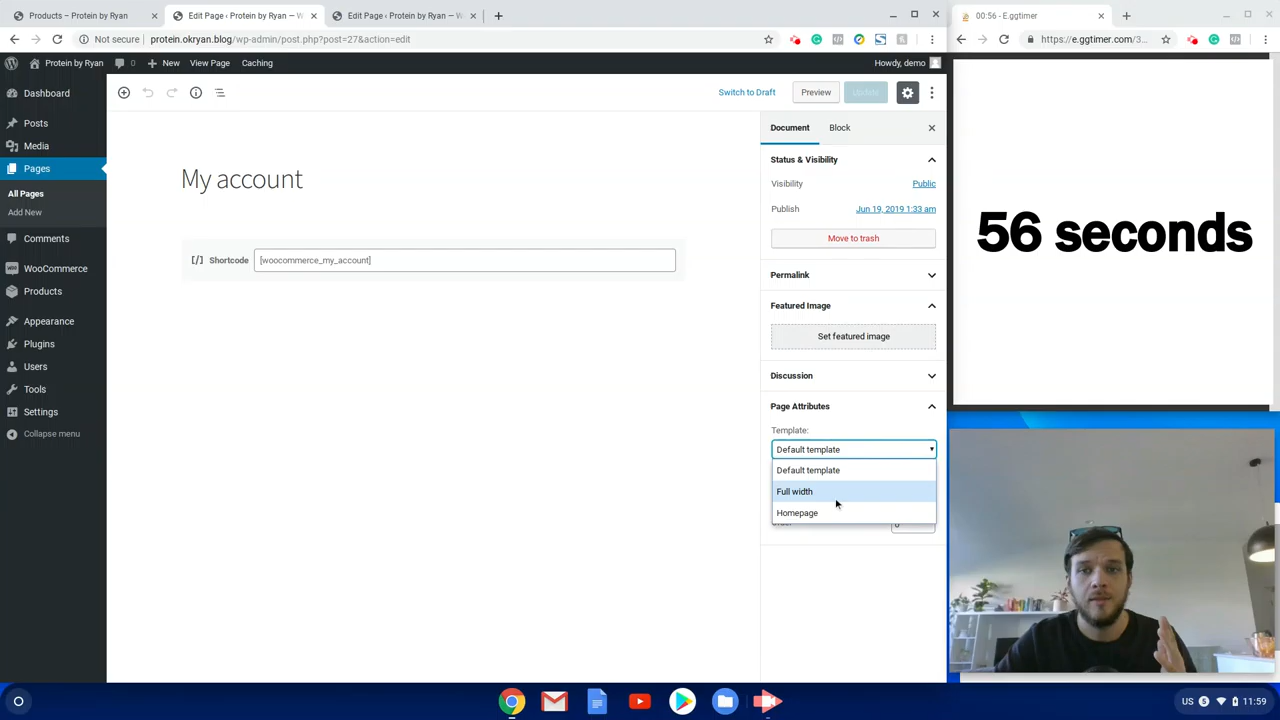 Products – Protein by Ryan
Edit Page ‹ Protein by Ryan — W
Edit Page ‹ Protein by Ryan — W
00:56 - E.ggtimer
Not secure
protein.okryan.blog/wp-admin/post.php?post=27&action=edit
https://e.ggtimer.com/3...
Protein by Ryan
0
New
View Page
Caching
Howdy, demo
Dashboard
Posts
Media
Pages
All Pages
Add New
Comments
WooCommerce
Products
Appearance
Plugins
Users
Tools
Settings
Collapse menu
Switch to Draft
Preview
Update
My account
[/] Shortcode
[woocommerce_my_account]
Document
Block
Status & Visibility
Visibility
Public
Publish
Jun 19, 2019 1:33 am
Move to trash
Permalink
Featured Image
Set featured image
Discussion
Page Attributes
Template:
Default template
Default template
Full width
Homepage
56 seconds
US
11:59